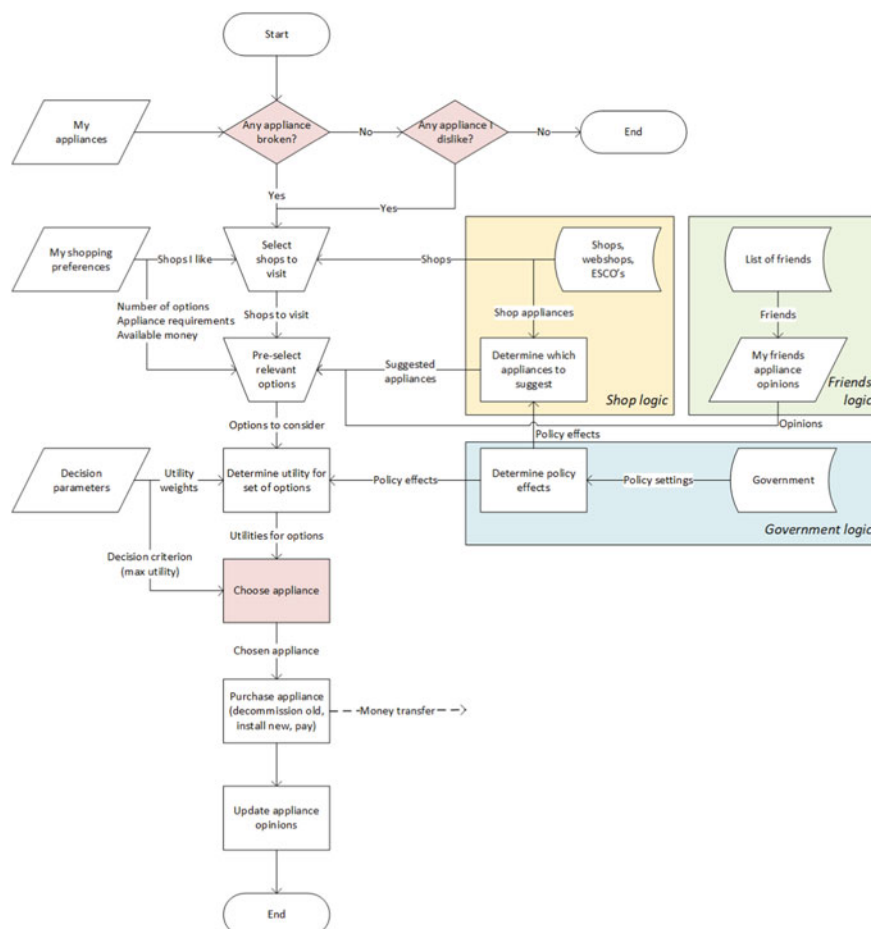 Start
My
appliances
Any appliance
broken?
No
Any appliance I
dislike?
No
End
Yes
Yes
My shopping
preferences
Shops I like
Select
shops to
visit
Shops
Shops,
webshops,
ESCO's
List of friends
Number of options
Appliance requirements
Available money
Shops to visit
Shop appliances
Friends
Pre-select
relevant
options
Suggested
appliances
Determine which
appliances to
suggest
Shop logic
My friends
appliance
opinions
Friends
logic
Options to consider
Opinions
Policy effects
Decision
parameters
Utility
weights
Determine utility for
set of options
Policy effects
Determine policy
effects
Policy settings
Government
Government logic
Utilities for options
Decision criterion
(max utility)
Choose appliance
Chosen appliance
Purchase appliance
(decommission old,
install new, pay)
Money transfer
Update appliance
opinions
End